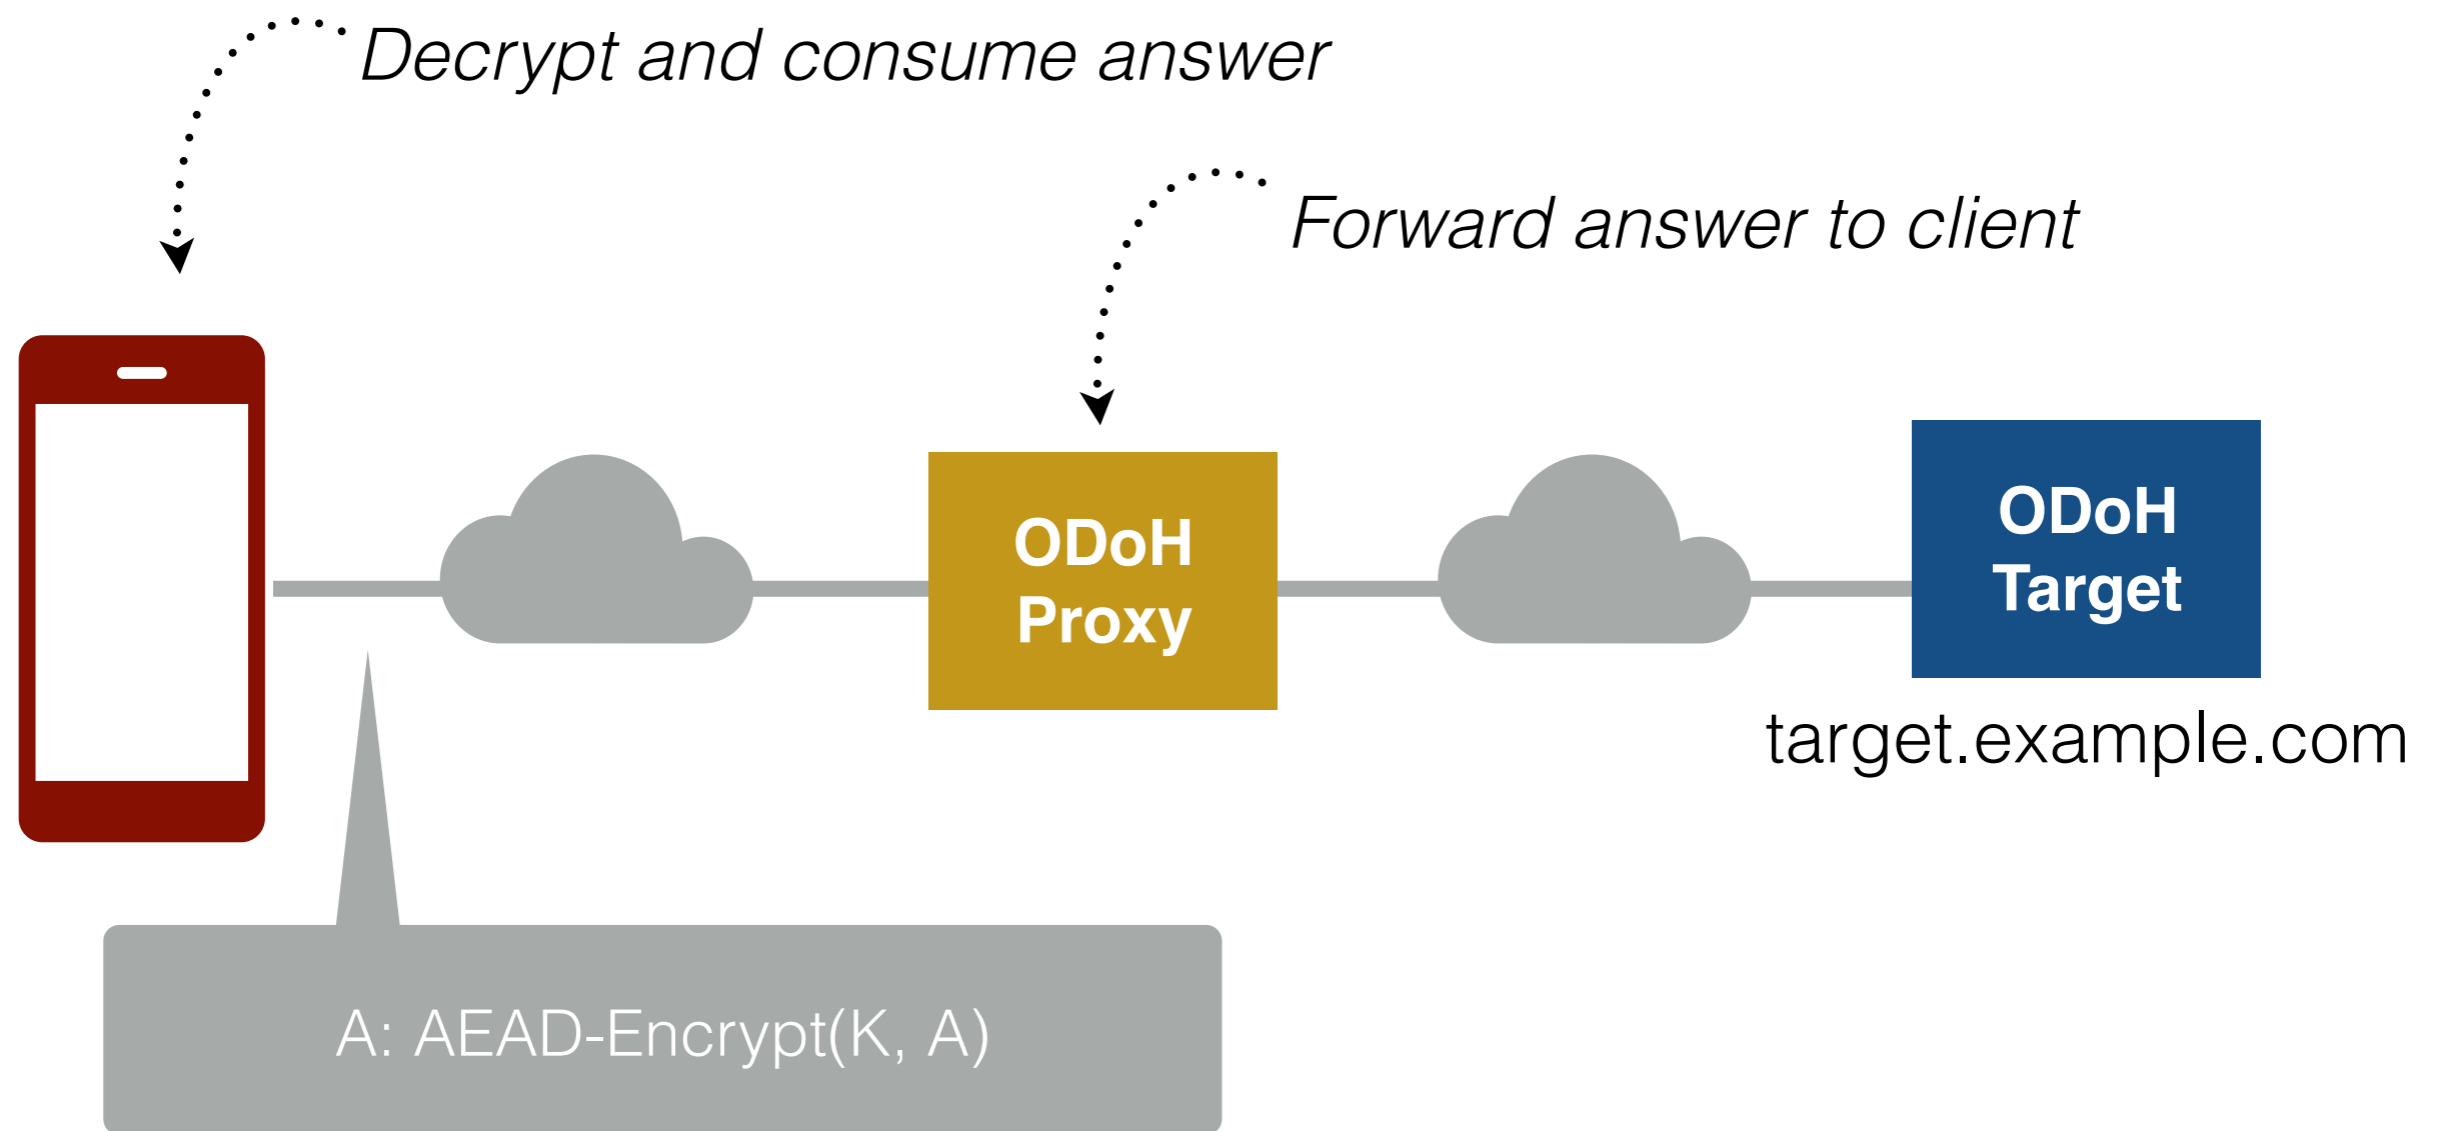 Decrypt and consume answer
Forward answer to client
ODoH
Proxy
ODoH
Target
target.example.com
A: AEAD-Encrypt(K, A)